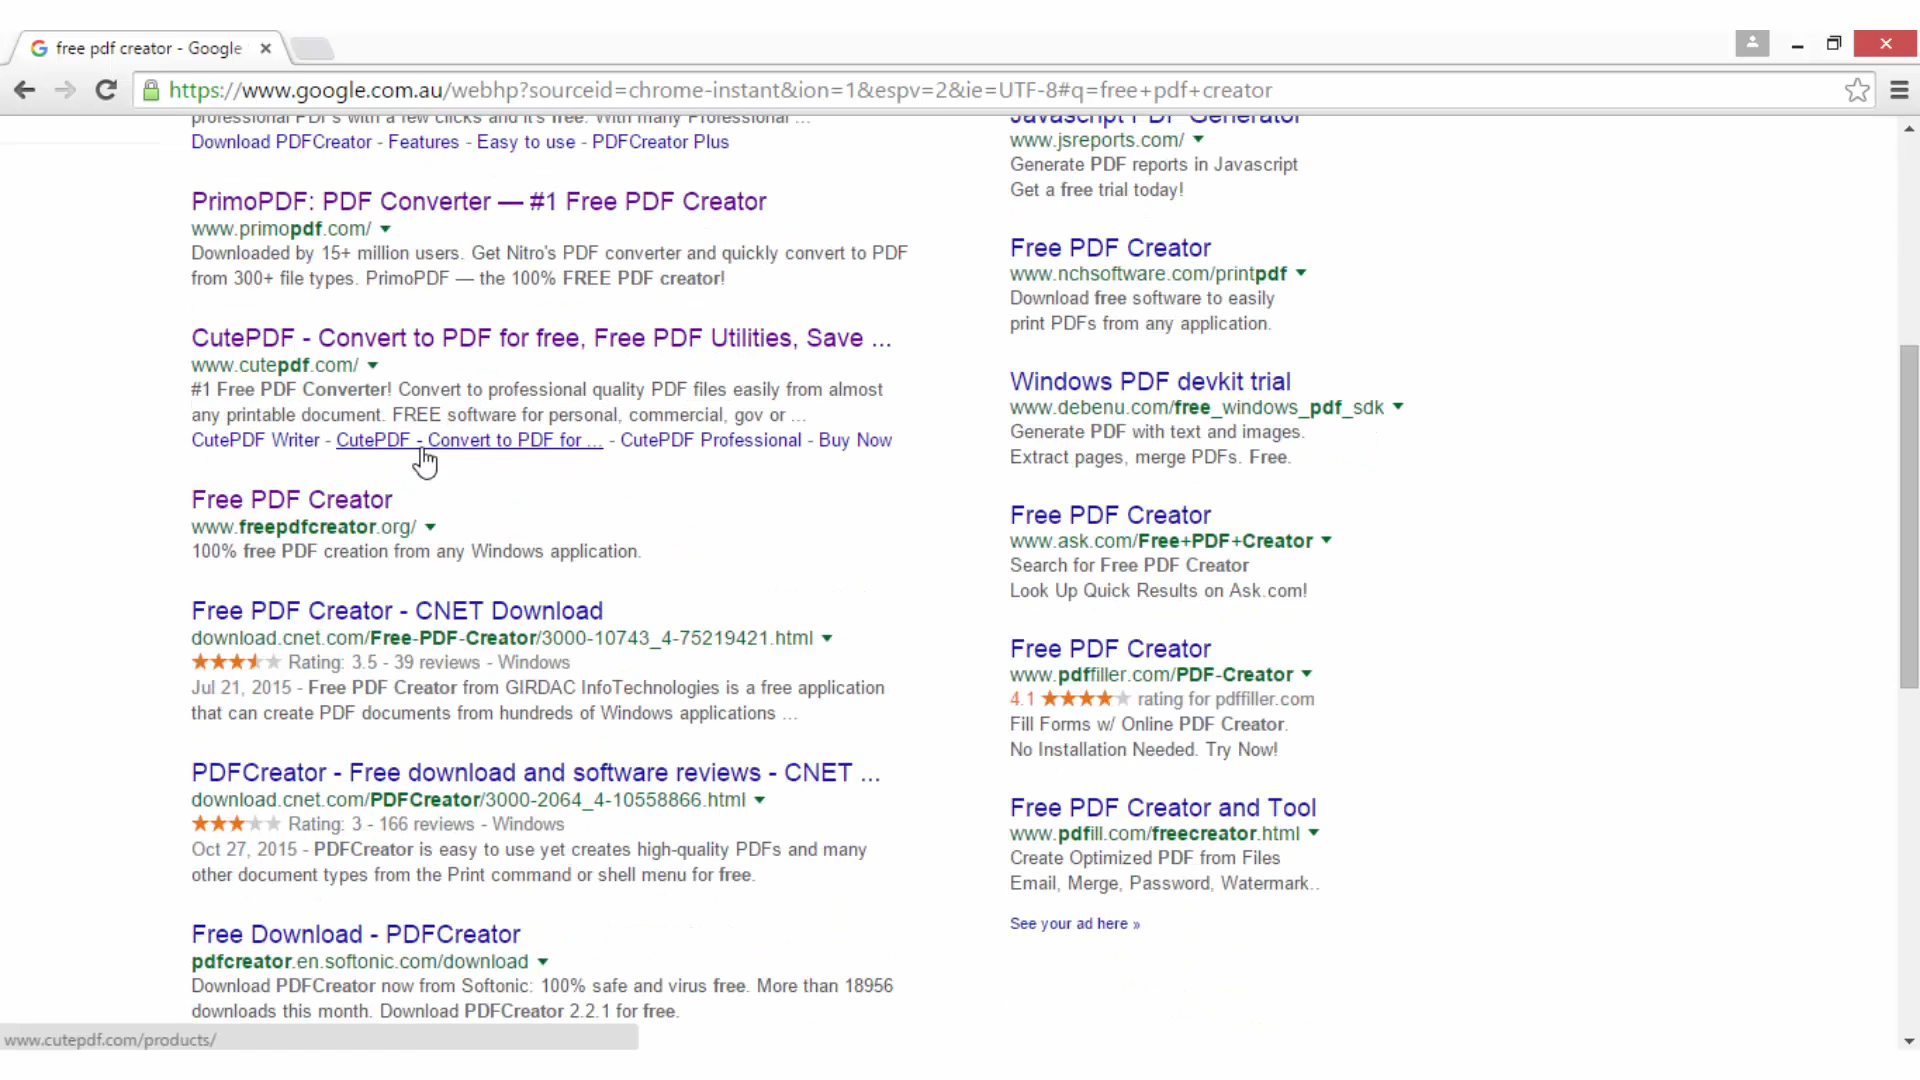 free pdf creator - Google
https://www.google.com.au/webhp?sourceid=chrome-instant&ion=1&espv=2&ie=UTF-8#q=free+pdf+creator
professional PDFs with a few clicks and it's free. With many Professional ...
Download PDFCreator - Features - Easy to use - PDFCreator Plus
PrimoPDF: PDF Converter — #1 Free PDF Creator
www.primopdf.com/
Downloaded by 15+ million users. Get Nitro's PDF converter and quickly convert to PDF
from 300+ file types. PrimoPDF — the 100% FREE PDF creator!
CutePDF - Convert to PDF for free, Free PDF Utilities, Save ...
www.cutepdf.com/
#1 Free PDF Converter! Convert to professional quality PDF files easily from almost
any printable document. FREE software for personal, commercial, gov or ...
CutePDF Writer - CutePDF - Convert to PDF for ... - CutePDF Professional - Buy Now
Free PDF Creator
www.freepdfcreator.org/
100% free PDF creation from any Windows application.
Free PDF Creator - CNET Download
download.cnet.com/Free-PDF-Creator/3000-10743_4-75219421.html
Rating: 3.5 - 39 reviews - Windows
Jul 21, 2015 - Free PDF Creator from GIRDAC InfoTechnologies is a free application
that can create PDF documents from hundreds of Windows applications ...
PDFCreator - Free download and software reviews - CNET ...
download.cnet.com/PDFCreator/3000-2064_4-10558866.html
Rating: 3 - 166 reviews - Windows
Oct 27, 2015 - PDFCreator is easy to use yet creates high-quality PDFs and many
other document types from the Print command or shell menu for free.
Free Download - PDFCreator
pdfcreator.en.softonic.com/download
Download PDFCreator now from Softonic: 100% safe and virus free. More than 18956
downloads this month. Download PDFCreator 2.2.1 for free.
Javascript PDF Generator
www.jsreports.com/
Generate PDF reports in Javascript
Get a free trial today!
Free PDF Creator
www.nchsoftware.com/printpdf
Download free software to easily
print PDFs from any application.
Windows PDF devkit trial
www.debenu.com/free_windows_pdf_sdk
Generate PDF with text and images.
Extract pages, merge PDFs. Free.
Free PDF Creator
www.ask.com/Free+PDF+Creator
Search for Free PDF Creator
Look Up Quick Results on Ask.com!
Free PDF Creator
www.pdffiller.com/PDF-Creator
4.1 rating for pdffiller.com
Fill Forms w/ Online PDF Creator.
No Installation Needed. Try Now!
Free PDF Creator and Tool
www.pdfill.com/freecreator.html
Create Optimized PDF from Files
Email, Merge, Password, Watermark..
See your ad here »
www.cutepdf.com/products/